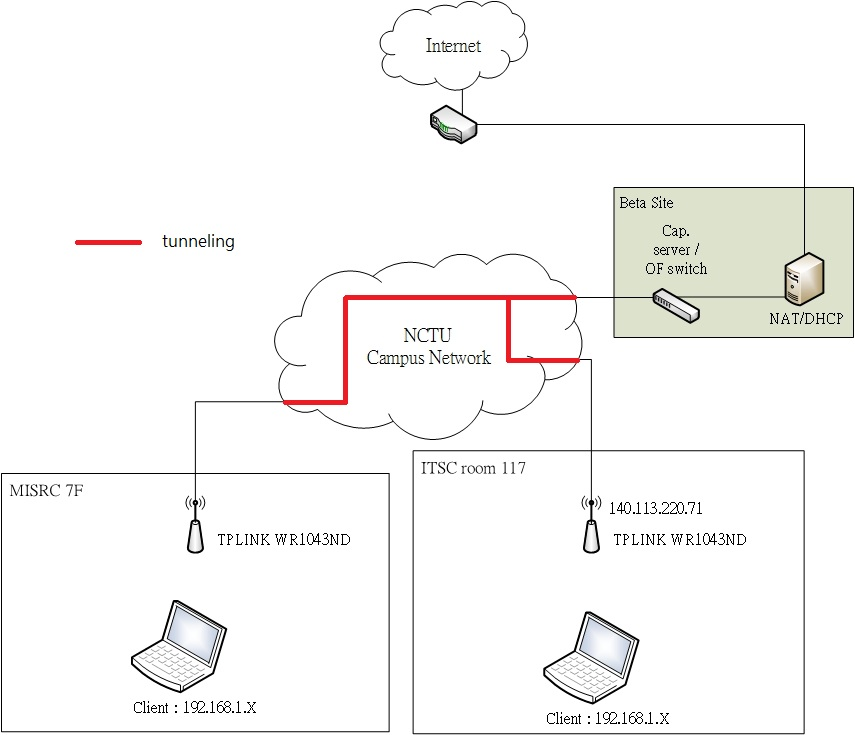 Internet
Beta Site
Cap.
server /
OF switch
NAT/DHCP
tunneling
NCTU
Campus Network
MISRC 7F
TPLINK WR1043ND
Client : 192.168.1.X
ITSC room 117
140.113.220.71
TPLINK WR1043ND
Client : 192.168.1.X